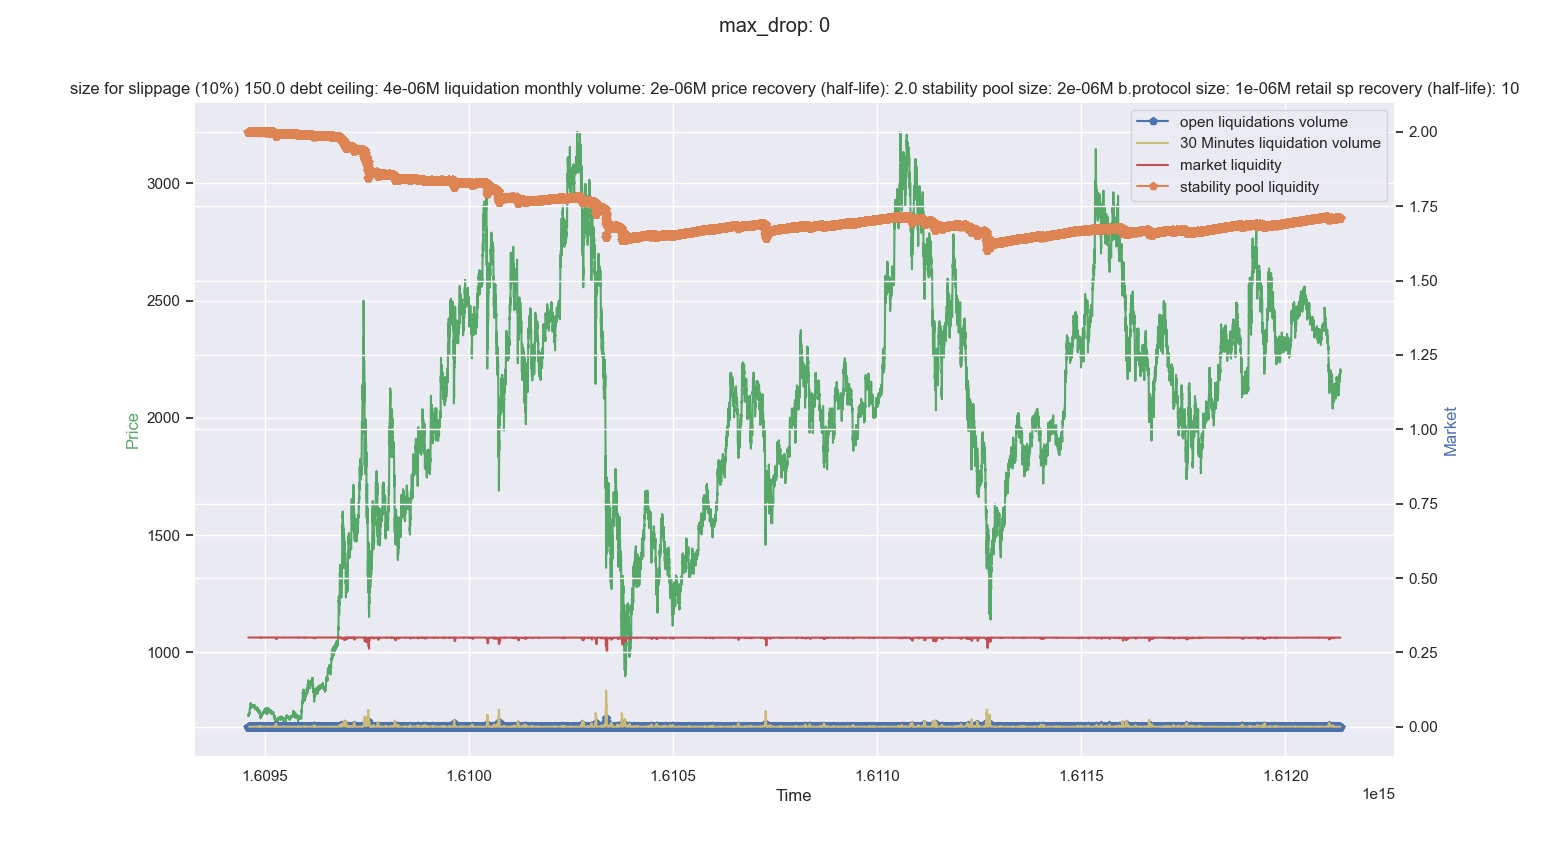 max_drop: 0
size for slippage (10%) 150.0 debt ceiling: 4e-06M liquidation monthly volume: 2e-06M price recovery (half-life): 2.0 stability pool size: 2e-06M b.protocol size: 1e-06M retail sp recovery (half-life): 10
open liquidations volume
30 Minutes liquidation volume
market liquidity
stability pool liquidity
3000
2500
2000
1500
1000
Price
2.00
1.75
1.50
1.25
1.00
0.75
0.50
0.25
0.00
Market
1.6095 1.6100 1.6105 1.6110 1.6115 1.6120
1e15
Time